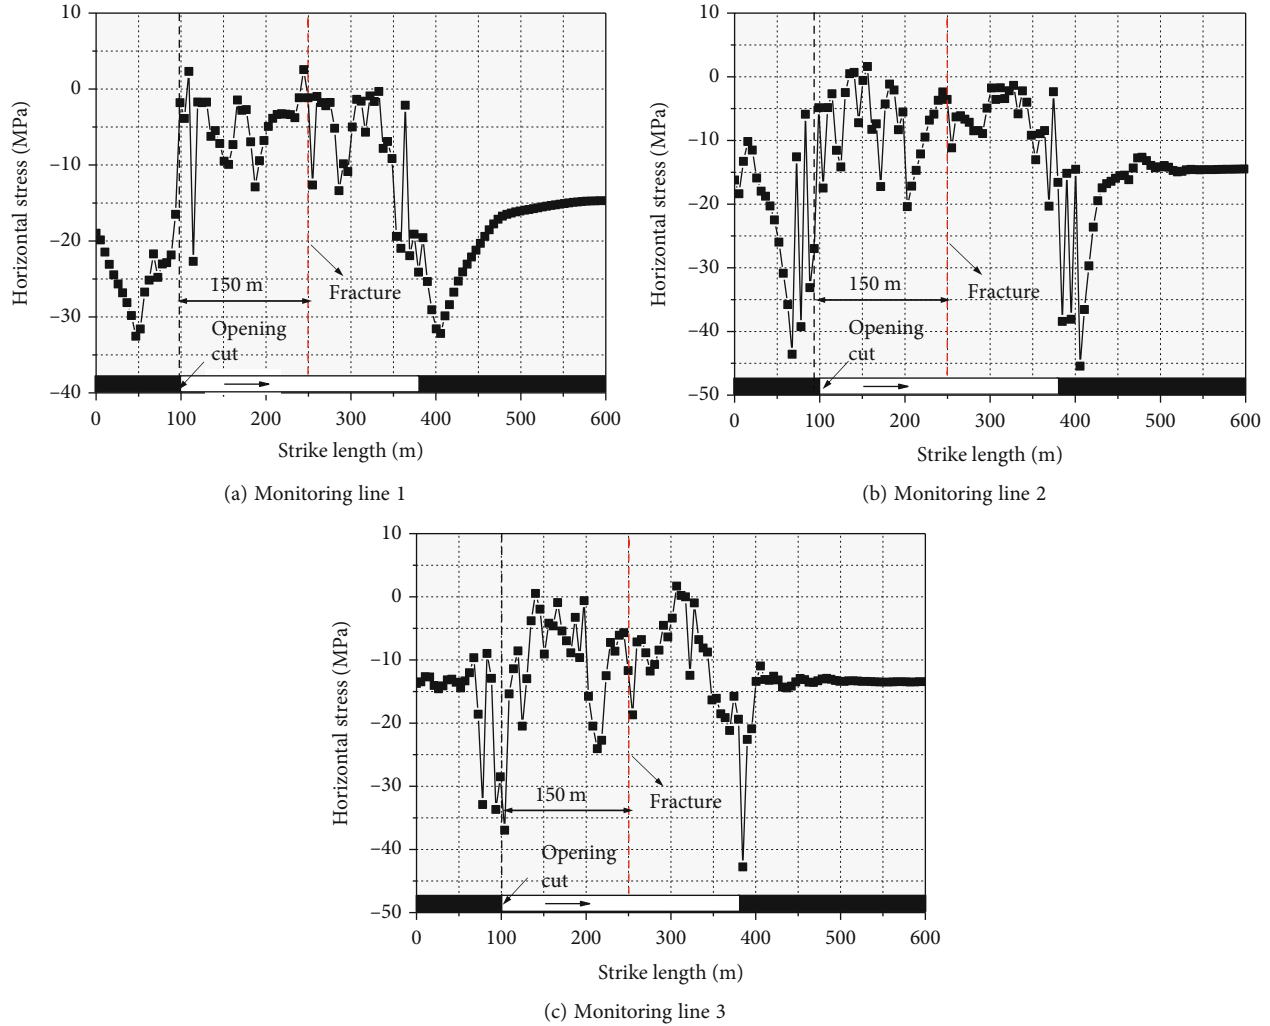 10
0
−10
−20
−30
−40
Horizontal stress (MPa)
150 m
Fracture
Opening
cut
0 100 200 300 400 500 600
Strike length (m)
(a) Monitoring line 1
10
0
−10
−20
−30
−40
−50
Horizontal stress (MPa)
150 m
Fracture
Opening
cut
0 100 200 300 400 500 600
Strike length (m)
(b) Monitoring line 2
10
0
−10
−20
−30
−40
−50
Horizontal stress (MPa)
150 m
Fracture
Opening
cut
0 100 200 300 400 500 600
Strike length (m)
(c) Monitoring line 3